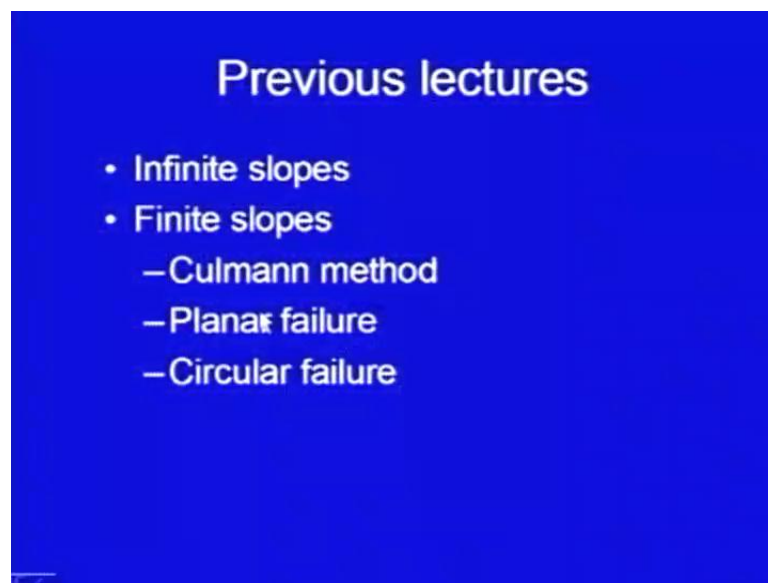 Previous lectures
• Infinite slopes
• Finite slopes
–Culmann method
–Planar failure
–Circular failure